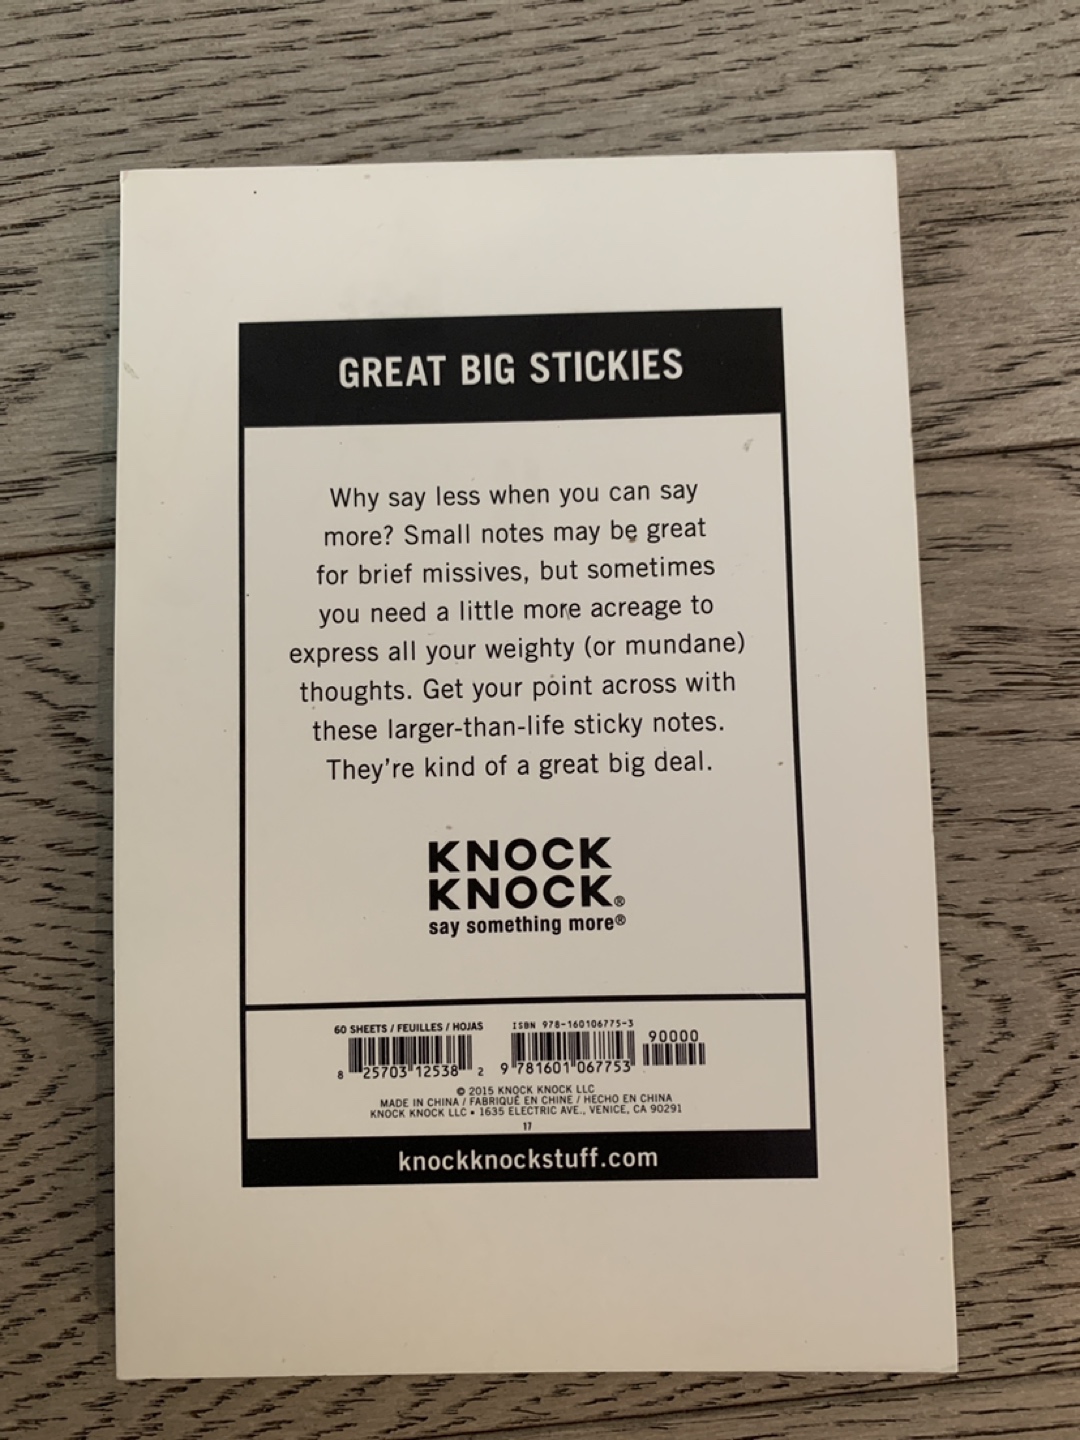 GREAT BIG STICKIES
Why say less when you can say
more? Small notes may be great
for brief missives, but sometimes
you need a little more acreage to
express all your weighty (or mundane)
thoughts. Get your point across with
these larger-than-life sticky notes.
They're kind of a great big deal.
KNOCK
KNOCK®
say something more®
60 SHEETS / FEUILLES / HOJAS
8 25703 12538 2
ISBN 978-160106775-3
9 781601 067753
90000
© 2015 KNOCK KNOCK LLC
MADE IN CHINA / FABRIQUÉ EN CHINE / HECHO EN CHINA
KNOCK KNOCK LLC • 1635 ELECTRIC AVE., VENICE, CA 90291
17
knockknockstuff.com